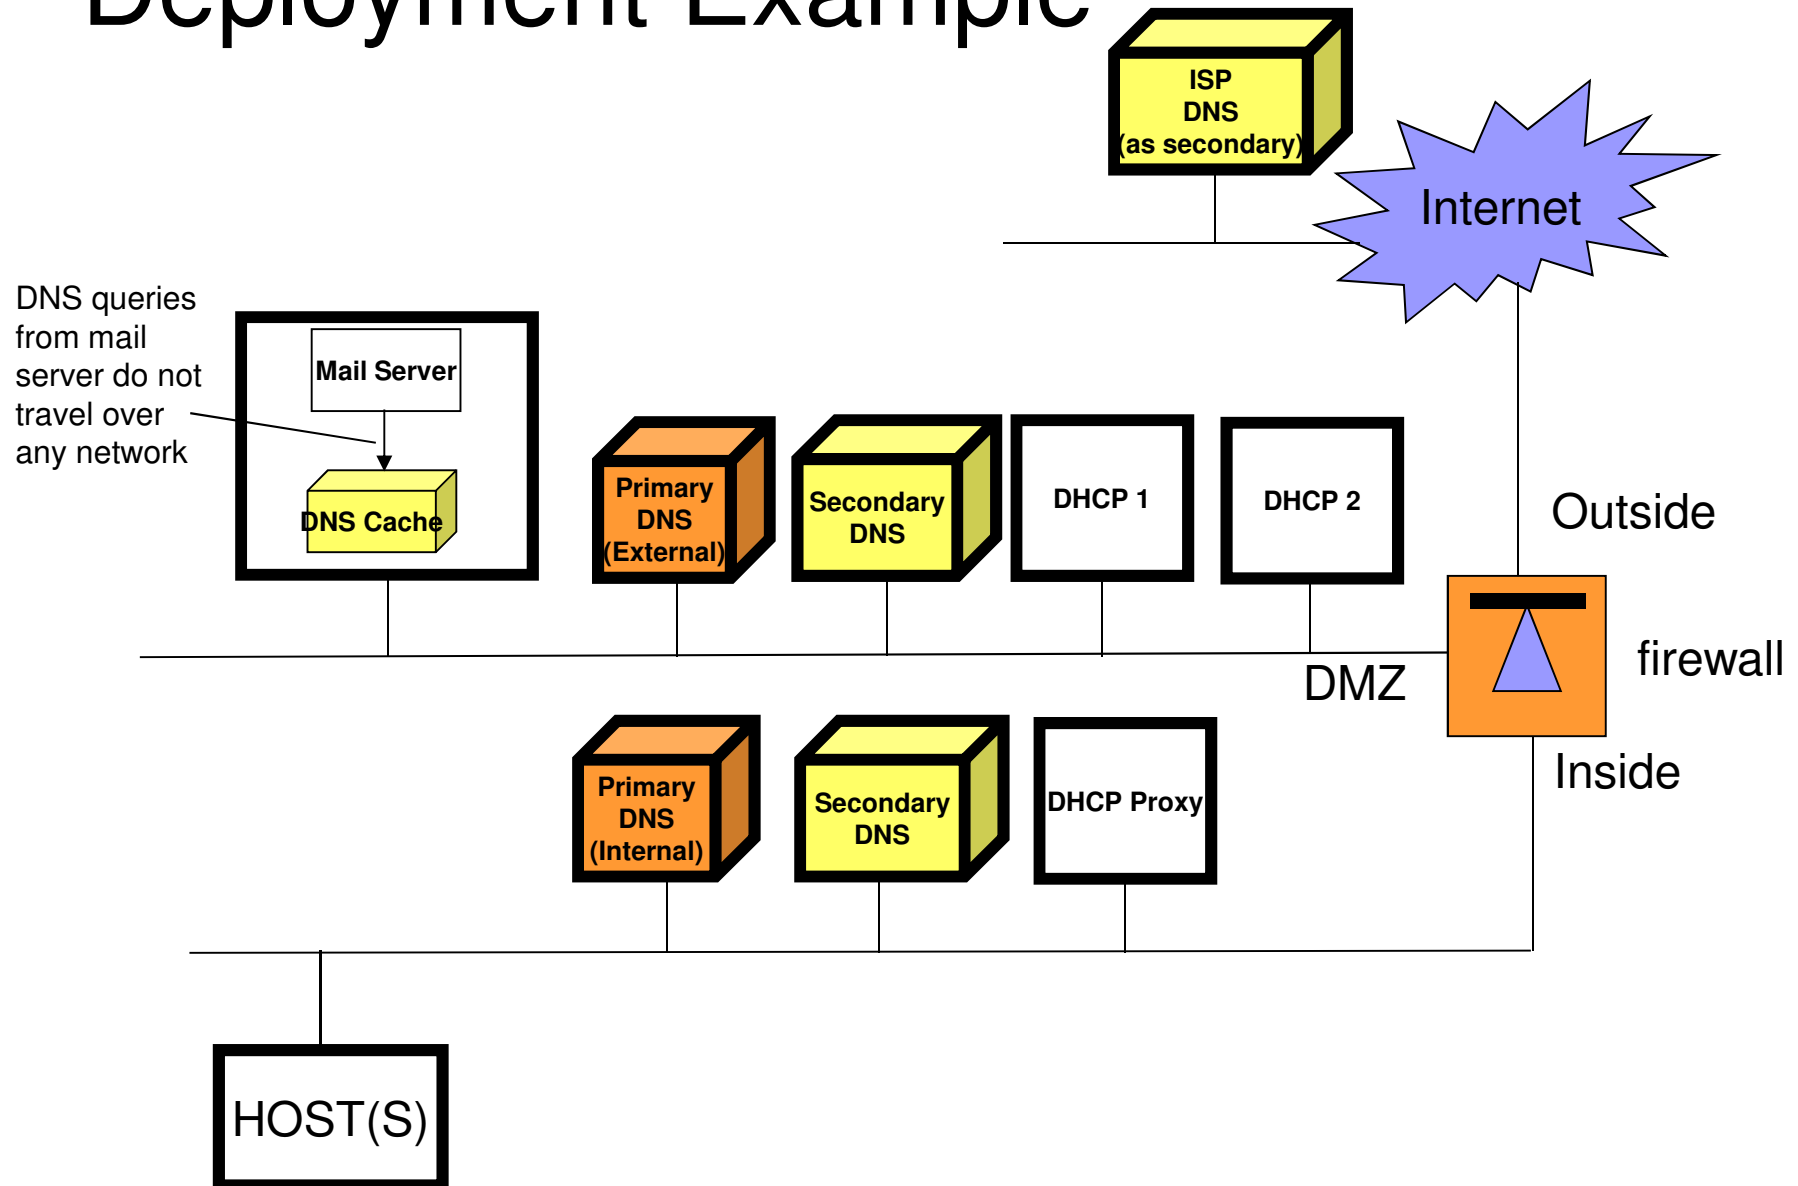 Deployment Example
ISP
DNS
(as secondary)
Internet
DNS queries
from mail
server do not
travel over
any network
Mail Server
DNS Cache
Primary
DNS
(External)
Secondary
DNS
DHCP 1
DHCP 2
Outside
firewall
DMZ
Inside
Primary
DNS
(Internal)
Secondary
DNS
DHCP Proxy
HOST(S)